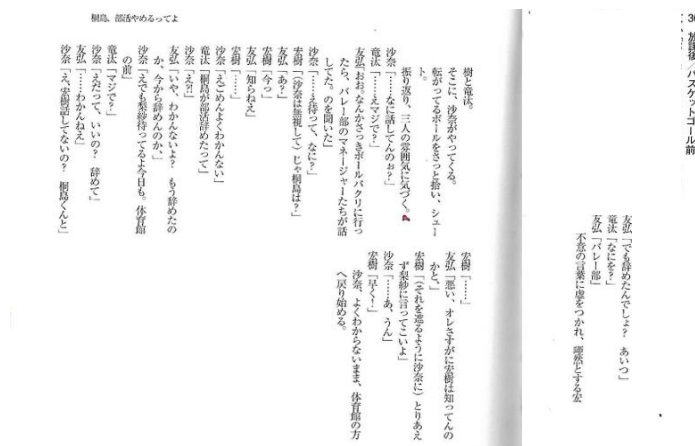 放課後／バスケットゴール前
友弘「でも辞めたんでしょ? あいつ」
竜汰「なにを?」
友弘「バレー部」
不意の言葉に虚をつかれ、唖然とする宏
桐島、部活やめるってよ
樹と竜汰。
そこに、沙奈がやってくる。
転がってるボールをさっと拾い、シュー
ト。
振り返り、三人の雰囲気に気づく。
沙奈「……なに話してんのぉ?」
竜汰「……えマジで?」
友弘「おお。なんかさっきボールパクリに行っ
たら、バレー部のマネージャーたちが話
してた。のを聞いた」
沙奈「……え待って、なに?」
宏樹「(沙奈は無視して)じゃ桐島は?」
友弘「あ?」
宏樹「今っ」
友弘「知らねえ」
宏樹「……」
沙奈「えごめんよくわかんない」
竜汰「桐島が部活辞めたって」
沙奈「え?!」
友弘「いや、わかんないよ? もう辞めたの
か、今から辞めんのか、」
沙奈「えでも梨紗待ってるよ今日も。体育館
の前」
竜汰「マジで?」
沙奈「えだって、いいの? 辞めて」
友弘「……わかんねえ」
沙奈「え、宏樹話してないの? 桐島くんと」
宏樹「……」
友弘「悪い、オレさすがに宏樹は知ってんの
かと、」
宏樹「(それを遮るように沙奈に)とりあえ
ず梨紗に言ってこいよ」
沙奈「……あ、うん」
宏樹「早く!」
沙奈、よくわからないまま、体育館の方
へ戻り始める。